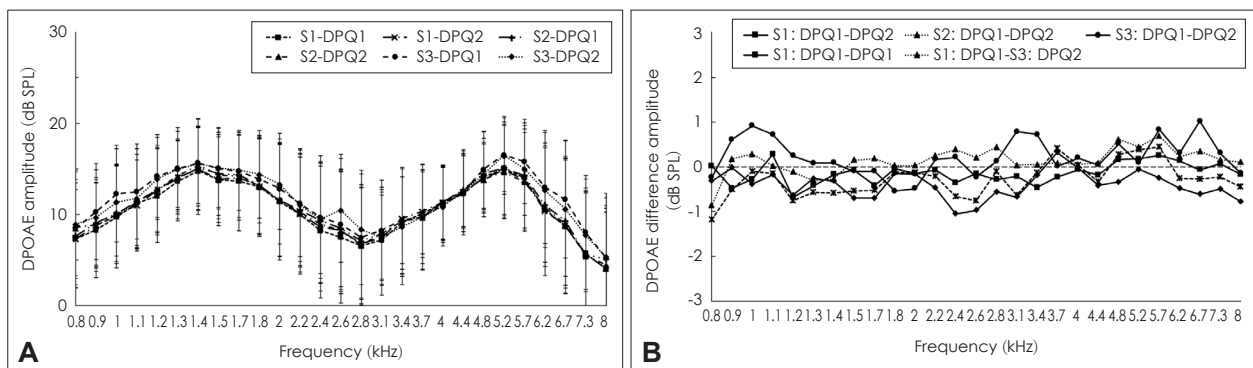 30
20
10
0
DPOAE amplitude (dB SPL)
S1-DPQ1 S1-DPQ2 S2-DPQ1
S2-DPQ2 S3-DPQ1 S3-DPQ2
0.8 0.9 1 1.1 1.2 1.3 1.4 1.5 1.7 1.8 2 2.2 2.4 2.6 2.8 3.1 3.4 3.7 4 4.4 4.8 5.2 5.7 6.2 6.7 7.3 8
Frequency (kHz)
A
3
2
1
0
-1
-3
DPOAE difference amplitude
(dB SPL)
S1: DPQ1-DPQ2 S2: DPQ1-DPQ2 S3: DPQ1-DPQ2
S1: DPQ1-DPQ1 S1: DPQ1-S3: DPQ2
0.8 0.9 1 1.1 1.2 1.3 1.4 1.5 1.7 1.8 2 2.2 2.4 2.6 2.8 3.1 3.4 3.7 4 4.4 4.8 5.2 5.7 6.2 6.7 7.3 8
Frequency (kHz)
B